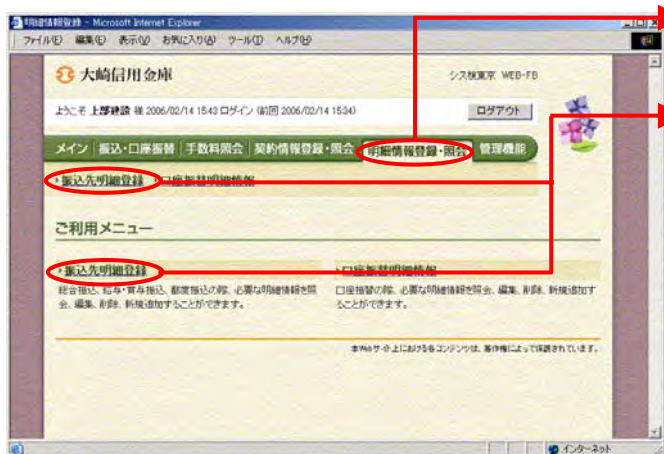 明細情報登録 - Microsoft Internet Explorer
ファイル(F) 編集(E) 表示(V) お気に入り(A) ツール(T) ヘルプ(H)
大崎信用金庫
シス検東京 WEB-FB
ようこそ 上野建設 様 2006/02/14 15:43 ログイン (前回 2006/02/14 15:34)
ログアウト
メイン 振込・口座振替 手数料照会 契約情報登録・照会 明細情報登録・照会 管理機能
振込先明細登録 口座振替明細情報
ご利用メニュー
振込先明細登録
総合振込、給与・賞与振込、都度振込の際、必要な明細情報を照
会、編集、削除、新規追加することができます。
口座振替明細情報
口座振替の際、必要な明細情報を照会、編集、削除、新規追加す
ることができます。
本Webサイト上における各コンテンツは、著作権によって保護されています。
インターネット